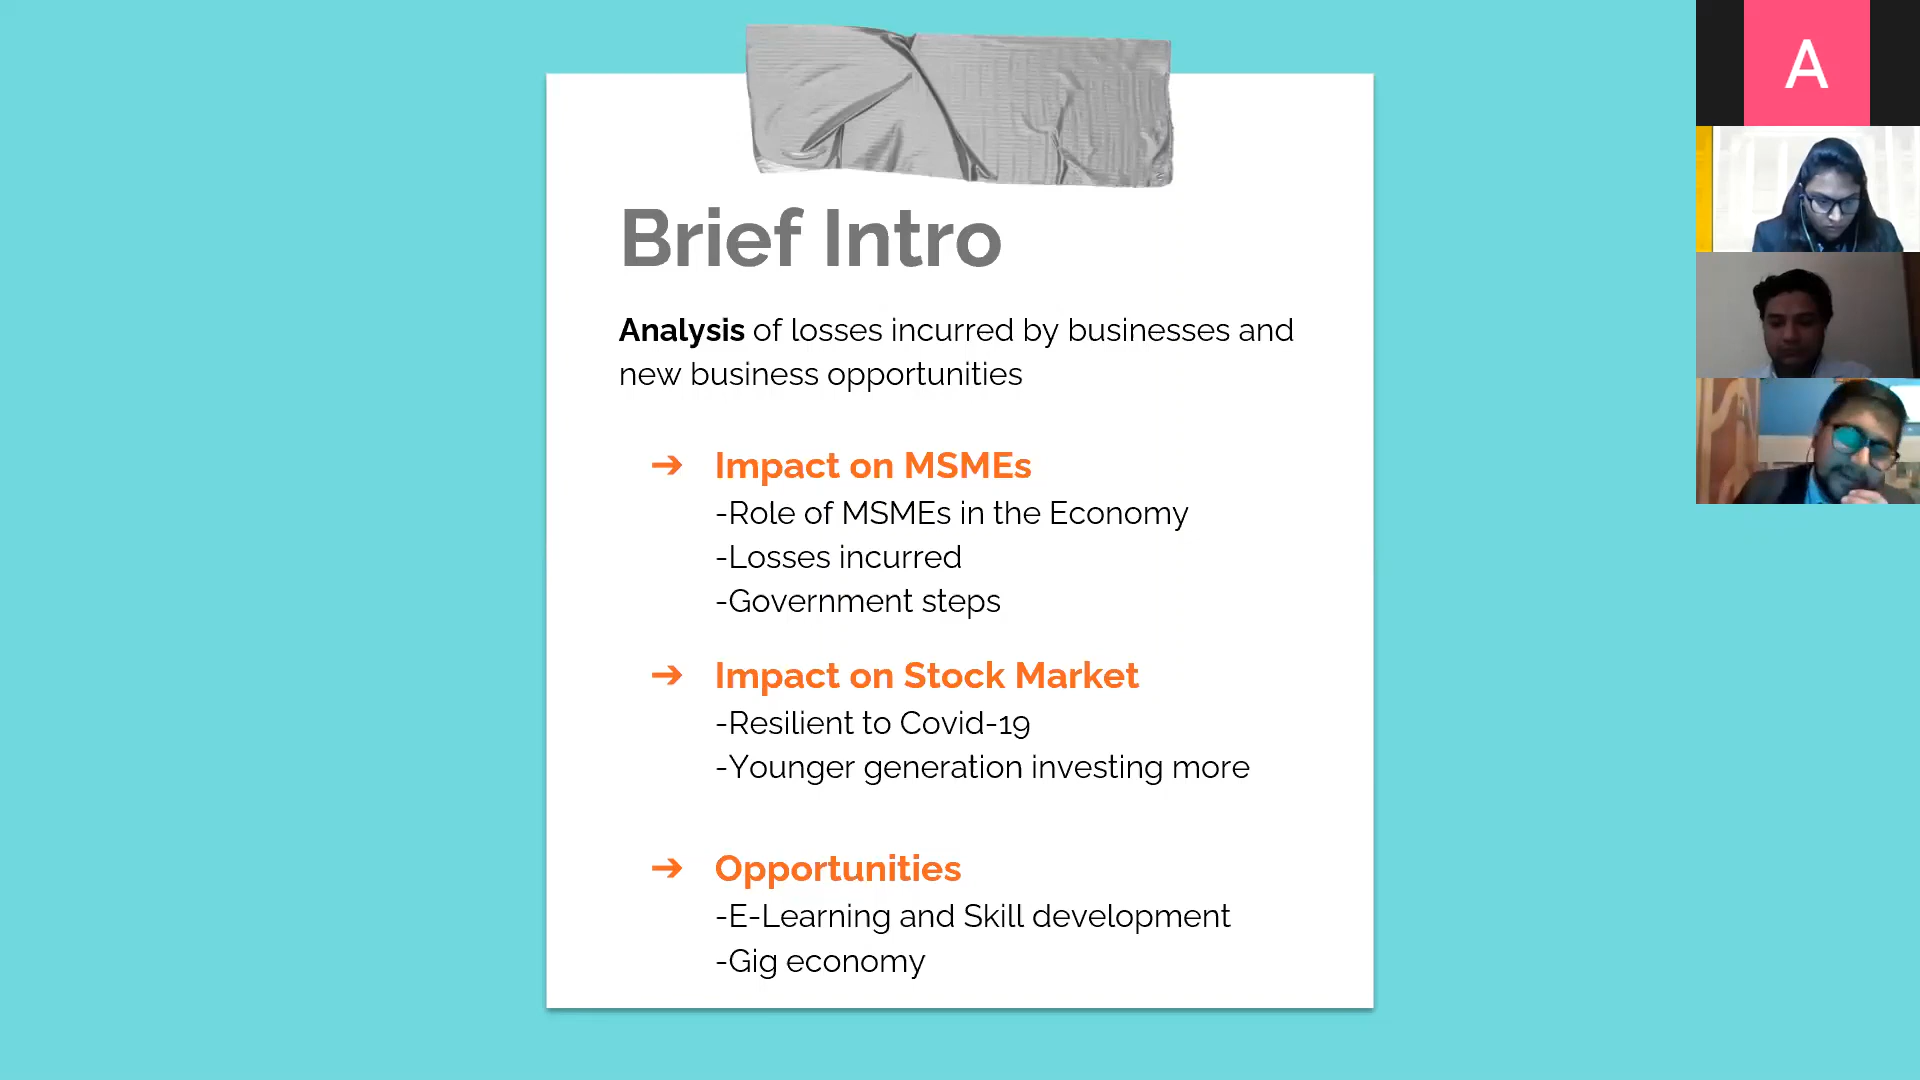 Brief Intro
Analysis of losses incurred by businesses and
new business opportunities
➔ Impact on MSMEs
-Role of MSMEs in the Economy
-Losses incurred
-Government steps
➔ Impact on Stock Market
-Resilient to Covid-19
-Younger generation investing more
➔ Opportunities
-E-Learning and Skill development
-Gig economy
A